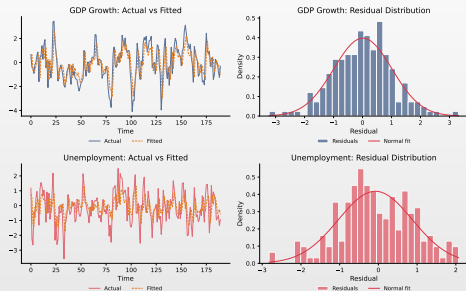 GDP Growth: Actual vs Fitted
2
0
−2
−4
0 25 50 75 100 125 150 175
Time
Actual Fitted
GDP Growth: Residual Distribution
Density
0.5
0.4
0.3
0.2
0.1
0.0
−3 −2 −1 0 1 2 3
Residual
Residuals Normal fit
Unemployment: Actual vs Fitted
2
1
0
−1
−2
−3
0 25 50 75 100 125 150 175
Time
Actual Fitted
Unemployment: Residual Distribution
Density
0.5
0.4
0.3
0.2
0.1
0.0
−3 −2 −1 0 1 2
Residual
Residuals Normal fit